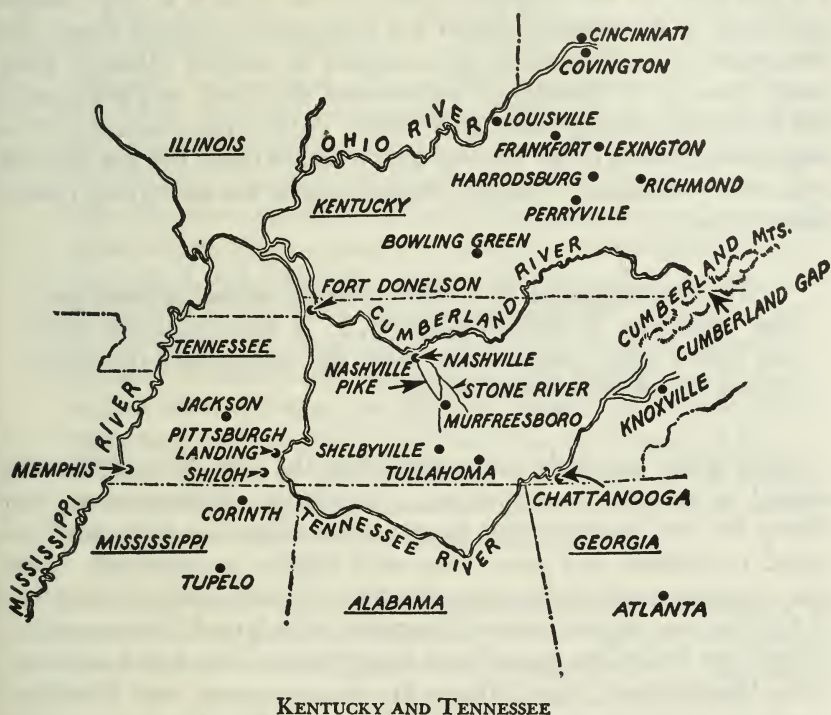 CINCINNATI
COVINGTON
OHIO RIVER
LOUISVILLE
ILLINOIS
FRANKFORT
LEXINGTON
HARRODSBURG
RICHMOND
KENTUCKY
PERRYVILLE
BOWLING GREEN
CUMBERLAND MTS.
FORT DONELSON
CUMBERLAND RIVER
CUMBERLAND GAP
TENNESSEE
NASHVILLE
NASHVILLE
PIKE
STONE RIVER
JACKSON
MURFREESBORO
KNOXVILLE
PITTSBURGH
LANDING
SHELBYVILLE
MEMPHIS
SHILOH
TULLAHOMA
MISSISSIPPI RIVER
CORINTH
CHATTANOOGA
TENNESSEE RIVER
MISSISSIPPI
GEORGIA
TUPELO
ALABAMA
ATLANTA
KENTUCKY AND TENNESSEE